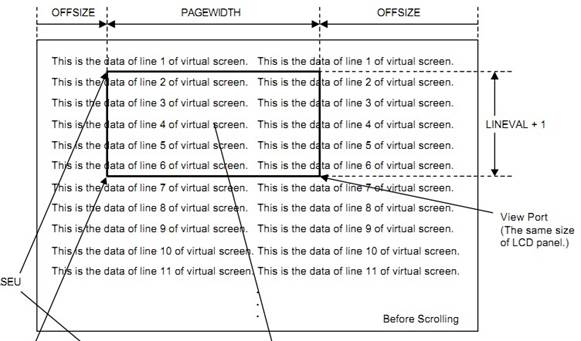 OFFSIZE PAGEWIDTH OFFSIZE
This is the data of line 1 of virtual screen. This is the data of line 1 of virtual screen.
This is the data of line 2 of virtual screen. This is the data of line 2 of virtual screen.
This is the data of line 3 of virtual screen. This is the data of line 3 of virtual screen.
This is the data of line 4 of virtual screen. This is the data of line 4 of virtual screen.
LINEVAL + 1
This is the data of line 5 of virtual screen. This is the data of line 5 of virtual screen.
This is the data of line 6 of virtual screen. This is the data of line 6 of virtual screen.
This is the data of line 7 of virtual screen. This is the data of line 7 of virtual screen.
This is the data of line 8 of virtual screen. This is the data of line 8 of virtual screen.
This is the data of line 9 of virtual screen. This is the data of line 9 of virtual screen.
This is the data of line 10 of virtual screen. This is the data of line 10 of virtual screen.
This is the data of line 11 of virtual screen. This is the data of line 11 of virtual screen.
View Port
(The same size
of LCD panel.)
SEU
Before Scrolling